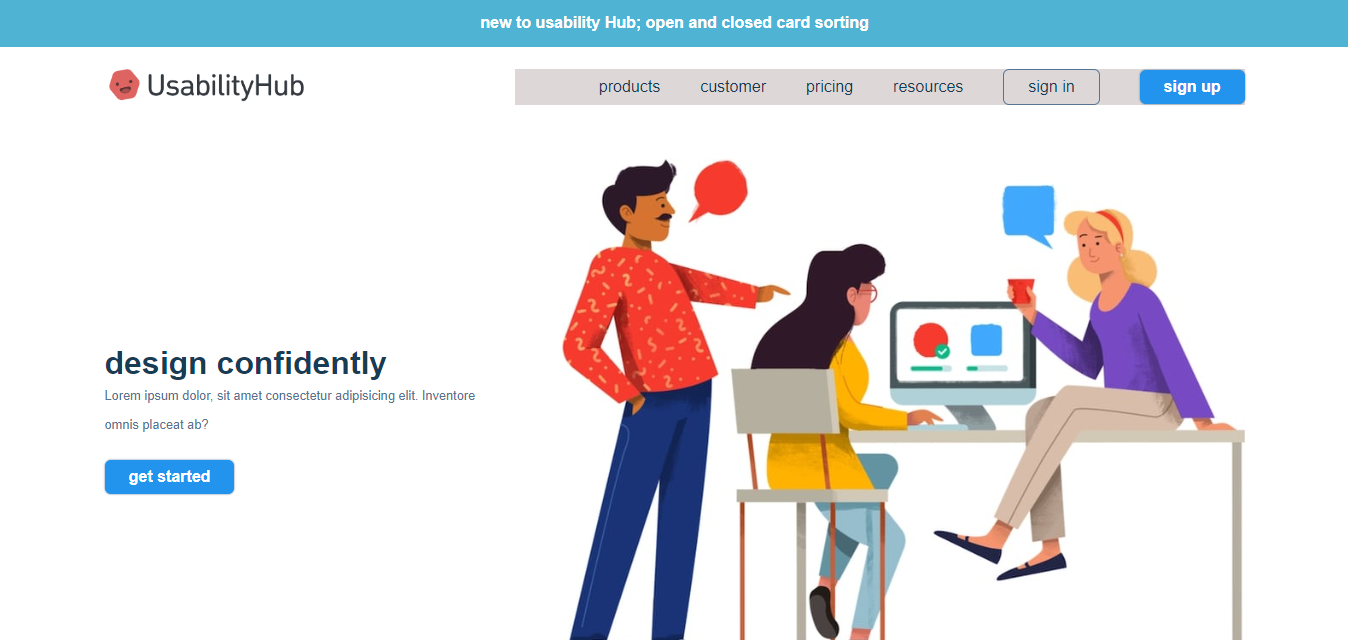 new to usability Hub; open and closed card sorting
UsabilityHub
products customer pricing resources sign in sign up
design confidently
Lorem ipsum dolor, sit amet consectetur adipisicing elit. Inventore
omnis placeat ab?
get started